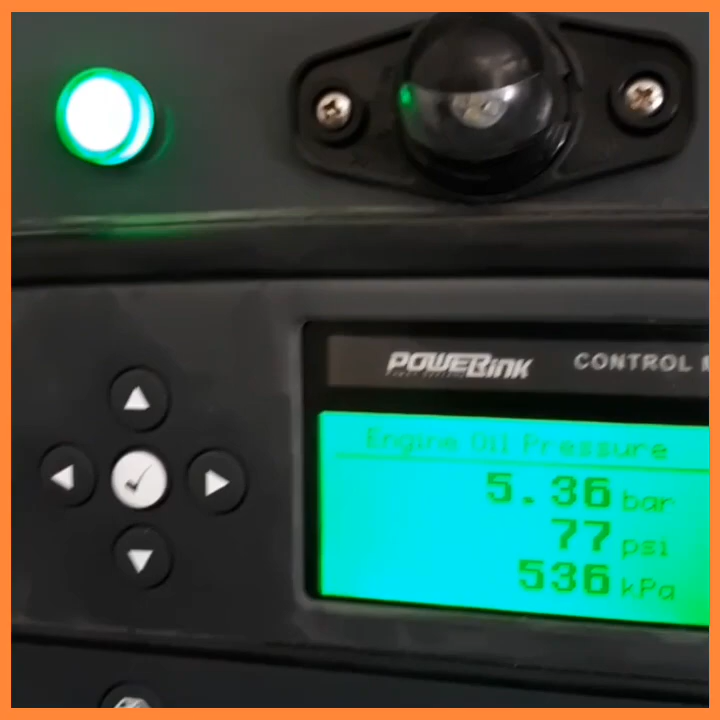 POWERLink
CONTROL
Engine Oil Pressure
5.36 bar
77 psi
536 kPa